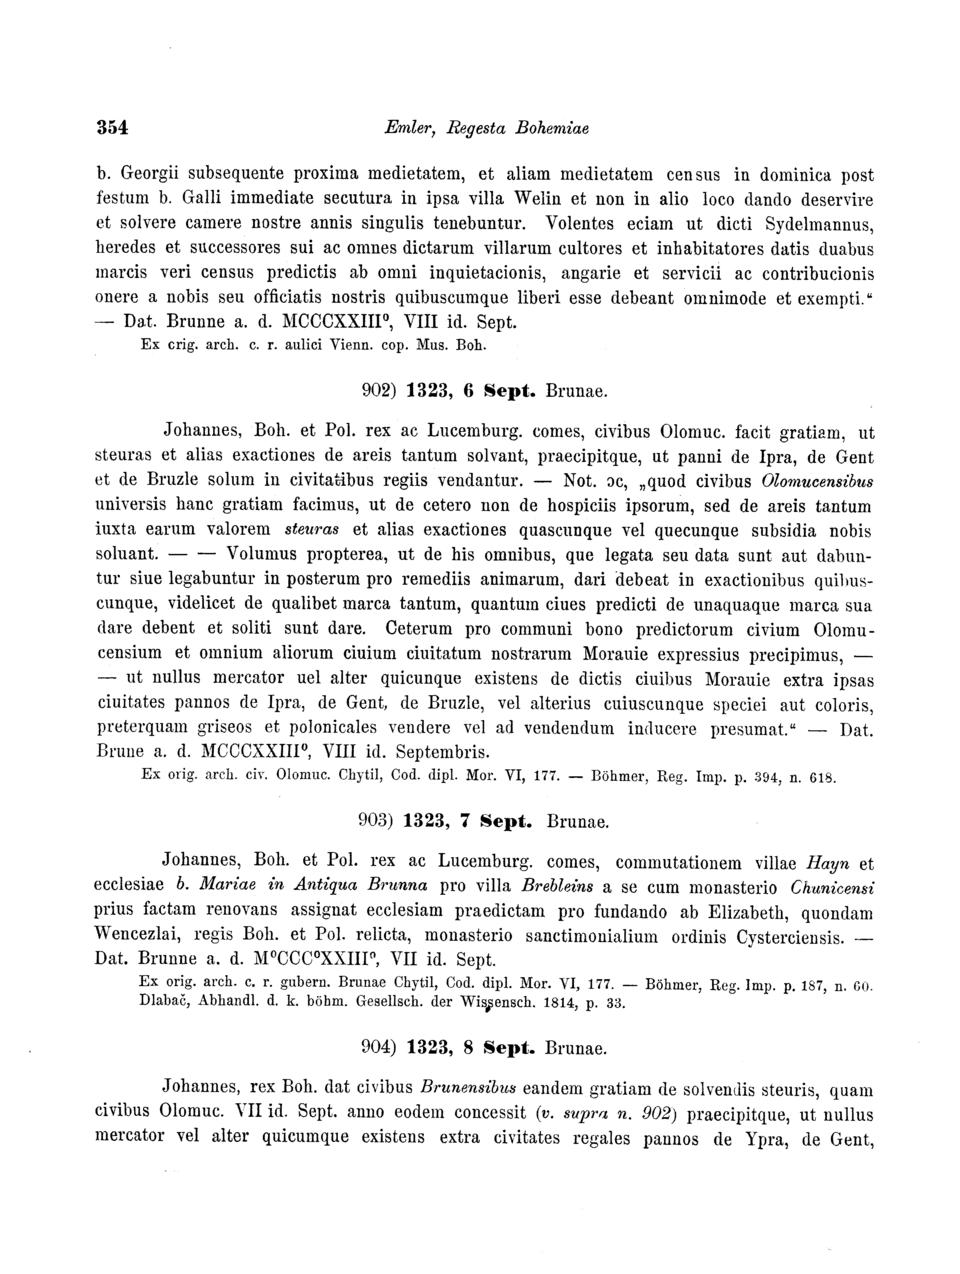 354 Emler, Regesta Bohemiae
b. Georgii subsequente proxima medietatem, et aliam medietatem census in dominica post
festum b. Galli immediate secutura in ipsa villa Welin et non in alio loco dando deservire
et solvere camere nostre annis singulis tenebuntur. Volentes eciam ut dicti Sydelmannus,
heredes et successores sui ac omnes dictarum villarum cultores et inhabitatores datis duabus
marcis veri census predictis ab omni inquietacionis, angarie et servicii ac contribucionis
onere a nobis seu officiatis nostris quibuscumque liberi esse debeant omnimode et exempti.“
— Dat. Brunne a. d. MCCCXXIII⁰, VIII id. Sept.
Ex crig. arch. c. r. aulici Vienn. cop. Mus. Boh.
902) 1323, 6 Sept. Brunae.
Johannes, Boh. et Pol. rex ac Lucemburg. comes, civibus Olomuc. facit gratiam, ut
steuras et alias exactiones de areis tantum solvant, praecipitque, ut panni de Ipra, de Gent
et de Bruzle solum in civitatibus regiis vendantur. — Not. oc, „quod civibus Olomucensibus
universis hanc gratiam facimus, ut de cetero non de hospiciis ipsorum, sed de areis tantum
iuxta earum valorem steuras et alias exactiones quascunque vel quecunque subsidia nobis
soluant. — — Volumus propterea, ut de his omnibus, que legata seu data sunt aut dabun-
tur siue legabuntur in posterum pro remediis animarum, dari debeat in exactionibus quibus-
cunque, videlicet de qualibet marca tantum, quantum ciues predicti de unaquaque marca sua
dare debent et soliti sunt dare. Ceterum pro communi bono predictorum civium Olomu-
censium et omnium aliorum ciuium ciuitatum nostrarum Morauie expressius precipimus, —
— ut nullus mercator uel alter quicunque existens de dictis ciuibus Morauie extra ipsas
ciuitates pannos de Ipra, de Gent, de Bruzle, vel alterius cuiuscunque speciei aut coloris,
preterquam griseos et polonicales vendere vel ad vendendum inducere presumat.“ — Dat.
Brune a. d. MCCCXXIII⁰, VIII id. Septembris.
Ex orig. arch. civ. Olomuc. Chytil, Cod. dipl. Mor. VI, 177. — Böhmer, Reg. Imp. p. 394, n. 618.
903) 1323, 7 Sept. Brunae.
Johannes, Boh. et Pol. rex ac Lucemburg. comes, commutationem villae Hayn et
ecclesiae b. Mariae in Antiqua Brunna pro villa Brebleins a se cum monasterio Chunicensi
prius factam renovans assignat ecclesiam praedictam pro fundando ab Elizabeth, quondam
Wencezlai, regis Boh. et Pol. relicta, monasterio sanctimonialium ordinis Cysterciensis. —
Dat. Brunne a. d. M⁰CCC⁰XXIII⁰, VII id. Sept.
Ex orig. arch. c. r. gubern. Brunae Chytil, Cod. dipl. Mor. VI, 177. — Böhmer, Reg. Imp. p. 187, n. 60.
Dlabač, Abhandl. d. k. böhm. Gesellsch. der Wissensch. 1814, p. 33.
904) 1323, 8 Sept. Brunae.
Johannes, rex Boh. dat civibus Brunensibus eandem gratiam de solvendis steuris, quam
civibus Olomuc. VII id. Sept. anno eodem concessit (v. supra n. 902) praecipitque, ut nullus
mercator vel alter quicumque existens extra civitates regales pannos de Ypra, de Gent,